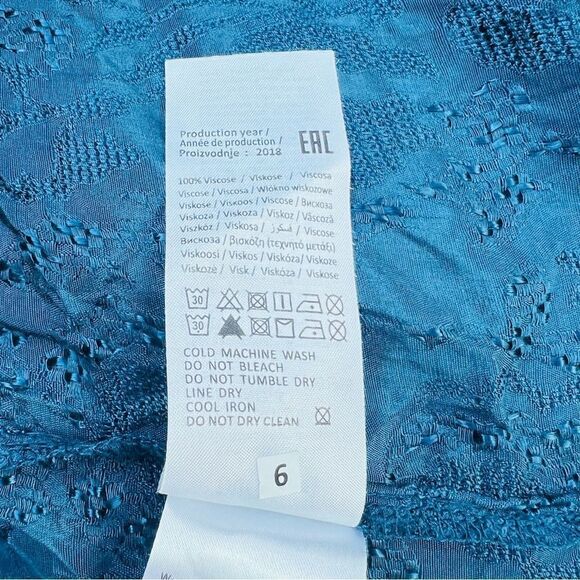 Production year /
Année de production /
Proizvodnje : 2018
EAC
100% Viscose / Viskose / Viscosa
Viscose / Viscosa / Włókno wiskozowe
Viskose / Viskoos / Viscose / Вискоза
Viskoza / Viskoza / Viskoz / Vâscoză
Viszkóz / Viskosa / فسكوز / Viscose
Вискоза / βισκόζη (τεχνητό μετάξι)
Viskoosi / Viskos / Viskóza / Viskoze
Viskozė / Visk / Viskóza / Viskose
30
30
COLD MACHINE WASH
DO NOT BLEACH
DO NOT TUMBLE DRY
LINE DRY
COOL IRON
DO NOT DRY CLEAN
6